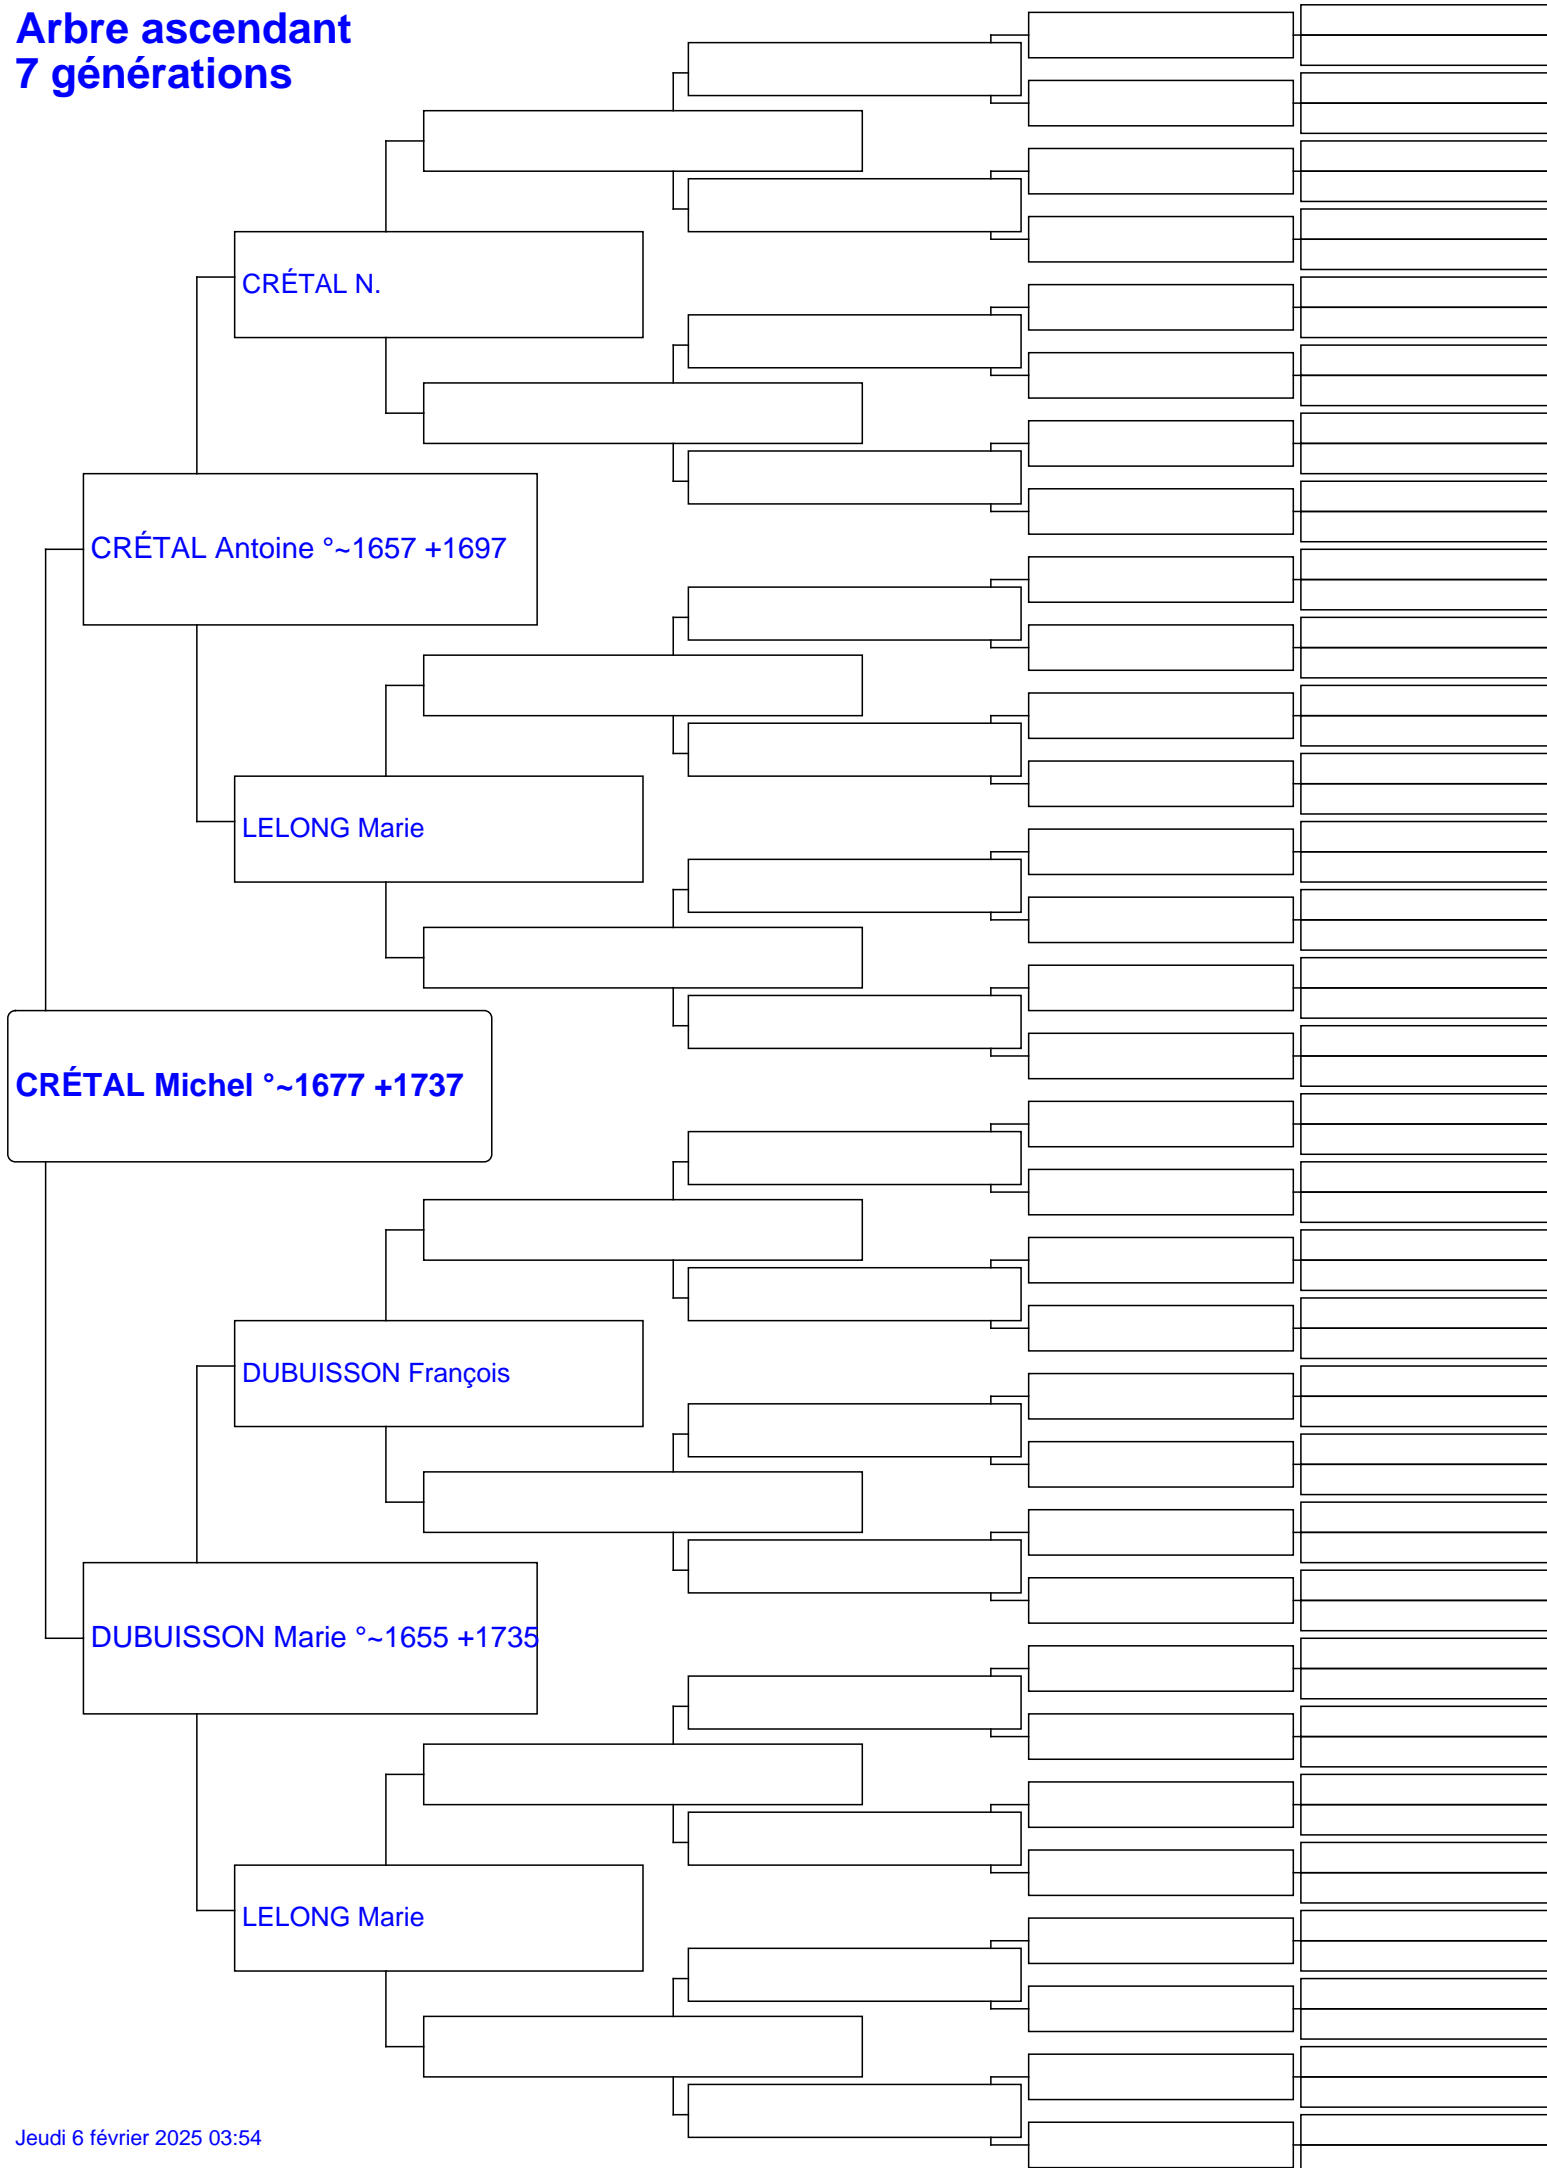 Arbre ascendant
7 générations
CRÉTAL N.
CRÉTAL Antoine °~1657 +1697
LELONG Marie
CRÉTAL Michel °~1677 +1737
DUBUISSON François
DUBUISSON Marie °~1655 +1735
LELONG Marie
Jeudi 6 février 2025 03:54